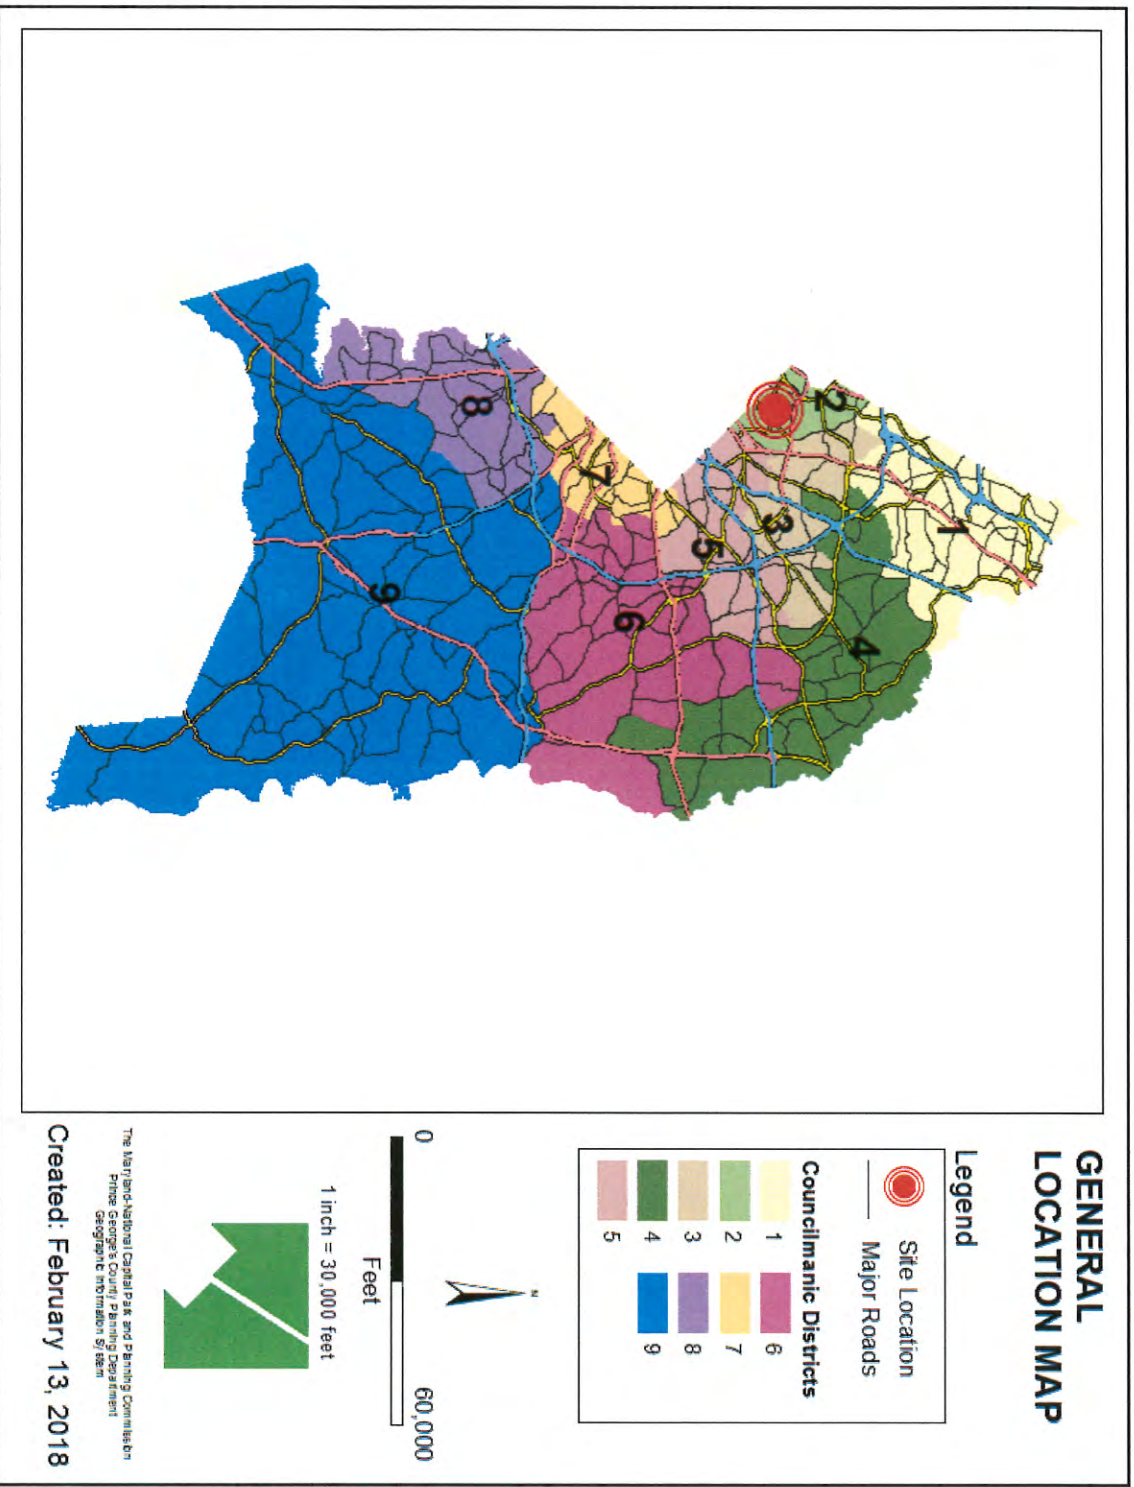 GENERAL
LOCATION MAP
Legend
Site Location
Major Roads
Councilmanic Districts
1
2
3
4
5
6
7
8
9
0
60,000
Feet
1 inch = 30,000 feet
The Maryland-National Capital Park and Planning Commission
Prince George's County Planning Department
Geographic Information System
Created: February 13, 2018
N
1
2
3
4
5
6
7
8
9